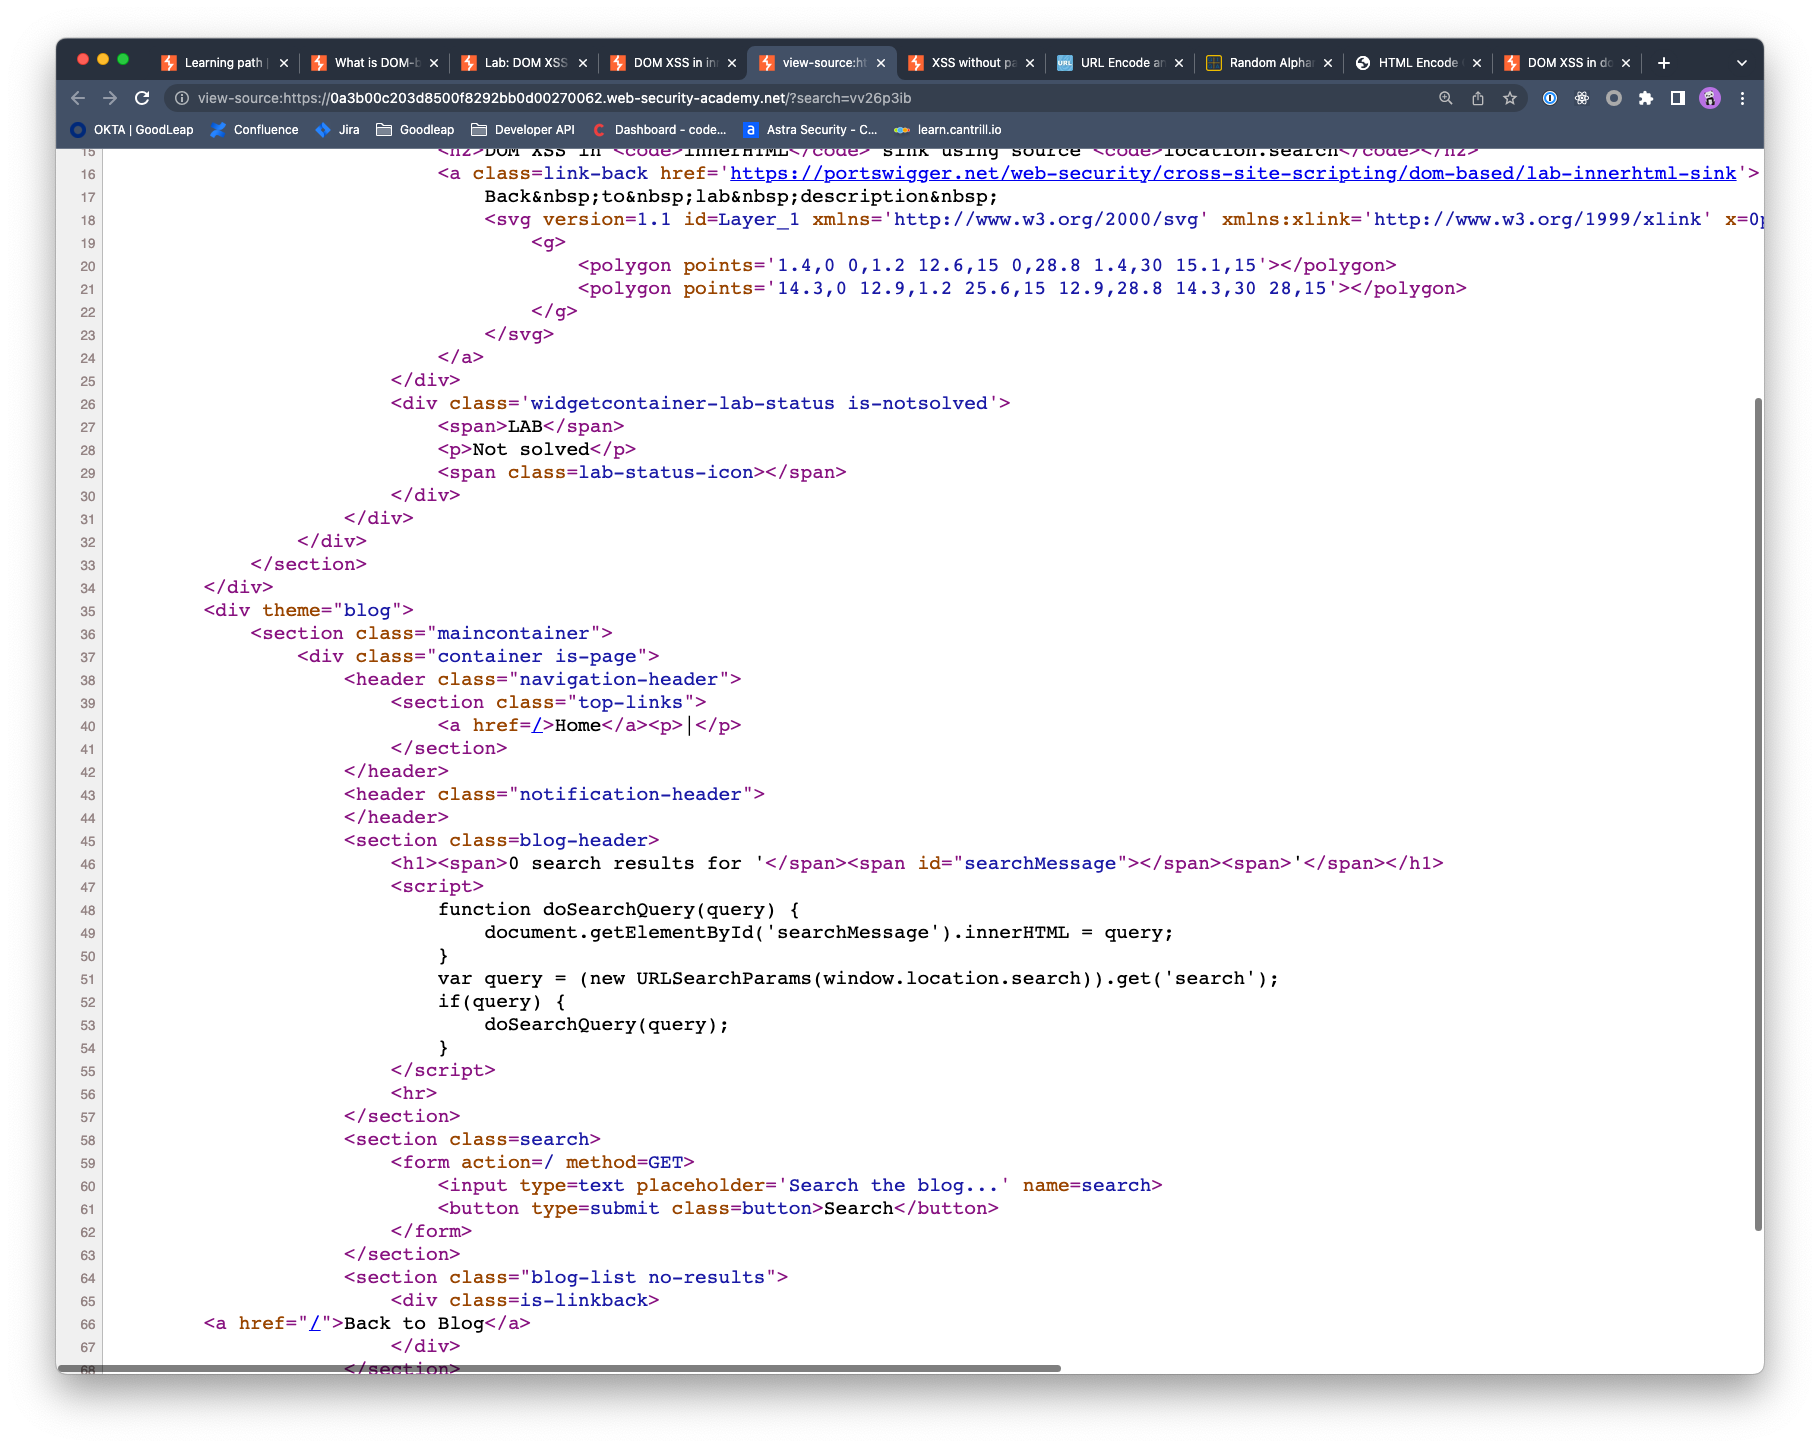 Learning path
What is DOM-b
Lab: DOM XSS
DOM XSS in in
view-source:ht
XSS without pa
URL Encode an
Random Alphan
HTML Encode
DOM XSS in do
view-source:https://0a3b00c203d8500f8292bb0d00270062.web-security-academy.net/?search=vv26p3ib
OKTA | GoodLeap Confluence Jira Goodleap Developer API Dashboard - code... Astra Security - C... learn.cantrill.io
15 <h2>DOM XSS in <code>innerHTML</code> sink using source <code>location.search</code></h2>
16 <a class=link-back href='https://portswigger.net/web-security/cross-site-scripting/dom-based/lab-innerhtml-sink'>
17 Back&nbsp;to&nbsp;lab&nbsp;description&nbsp;
18 <svg version=1.1 id=Layer_1 xmlns='http://www.w3.org/2000/svg' xmlns:xlink='http://www.w3.org/1999/xlink' x=0p
19 <g>
20 <polygon points='1.4,0 0,1.2 12.6,15 0,28.8 1.4,30 15.1,15'></polygon>
21 <polygon points='14.3,0 12.9,1.2 25.6,15 12.9,28.8 14.3,30 28,15'></polygon>
22 </g>
23 </svg>
24 </a>
25 </div>
26 <div class='widgetcontainer-lab-status is-notsolved'>
27 <span>LAB</span>
28 <p>Not solved</p>
29 <span class=lab-status-icon></span>
30 </div>
31 </div>
32 </div>
33 </section>
34 </div>
35 <div theme="blog">
36 <section class="maincontainer">
37 <div class="container is-page">
38 <header class="navigation-header">
39 <section class="top-links">
40 <a href=/>Home</a><p>|</p>
41 </section>
42 </header>
43 <header class="notification-header">
44 </header>
45 <section class=blog-header>
46 <h1><span>0 search results for '</span><span id="searchMessage"></span><span>'</span></h1>
47 <script>
48 function doSearchQuery(query) {
49 document.getElementById('searchMessage').innerHTML = query;
50 }
51 var query = (new URLSearchParams(window.location.search)).get('search');
52 if(query) {
53 doSearchQuery(query);
54 }
55 </script>
56 <hr>
57 </section>
58 <section class=search>
59 <form action=/ method=GET>
60 <input type=text placeholder='Search the blog...' name=search>
61 <button type=submit class=button>Search</button>
62 </form>
63 </section>
64 <section class="blog-list no-results">
65 <div class=is-linkback>
66 <a href="/">Back to Blog</a>
67 </div>
68 </section>